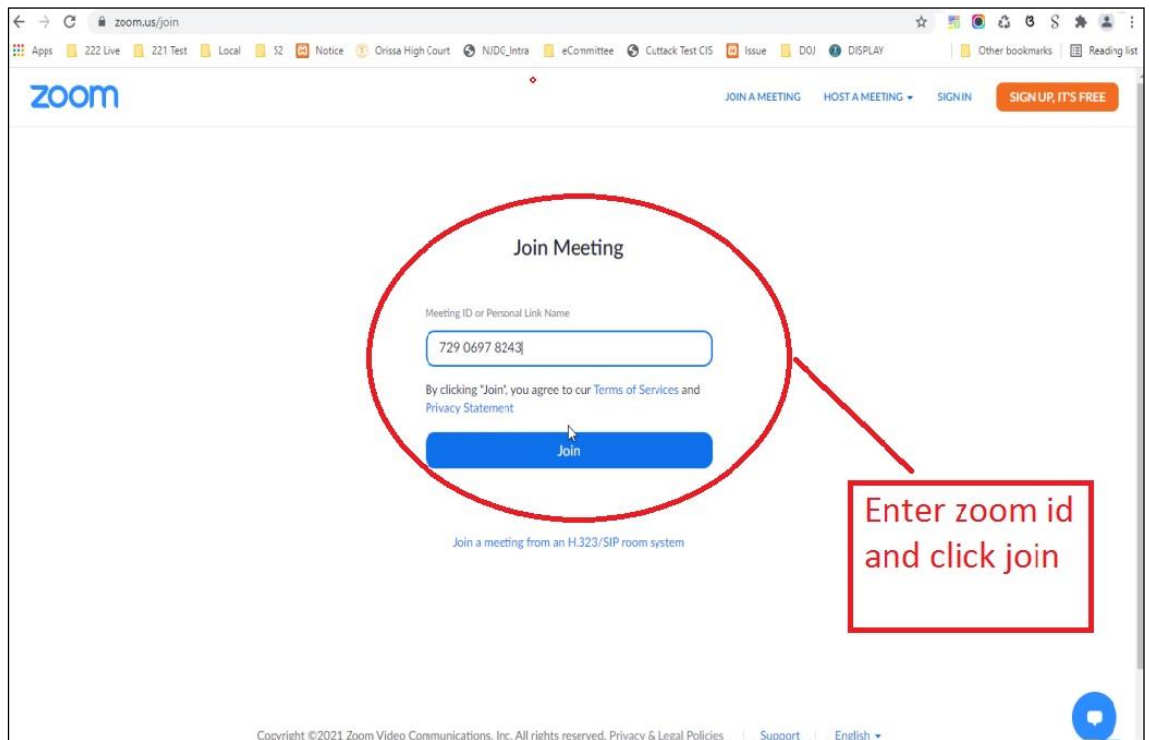 zoom.us/join
Apps 222 Live 221 Test Local S2 Notice Orissa High Court NJDG_Intra eCommittee Cuttack Test CIS Issue DOJ DISPLAY Other bookmarks Reading list
zoom JOIN A MEETING HOST A MEETING SIGN IN SIGN UP, IT'S FREE
Join Meeting
Meeting ID or Personal Link Name
729 0697 8243
By clicking "Join", you agree to our Terms of Services and
Privacy Statement
Join
Enter zoom id
and click join
Join a meeting from an H.323/SIP room system
Copyright ©2021 Zoom Video Communications, Inc. All rights reserved. Privacy & Legal Policies Support English